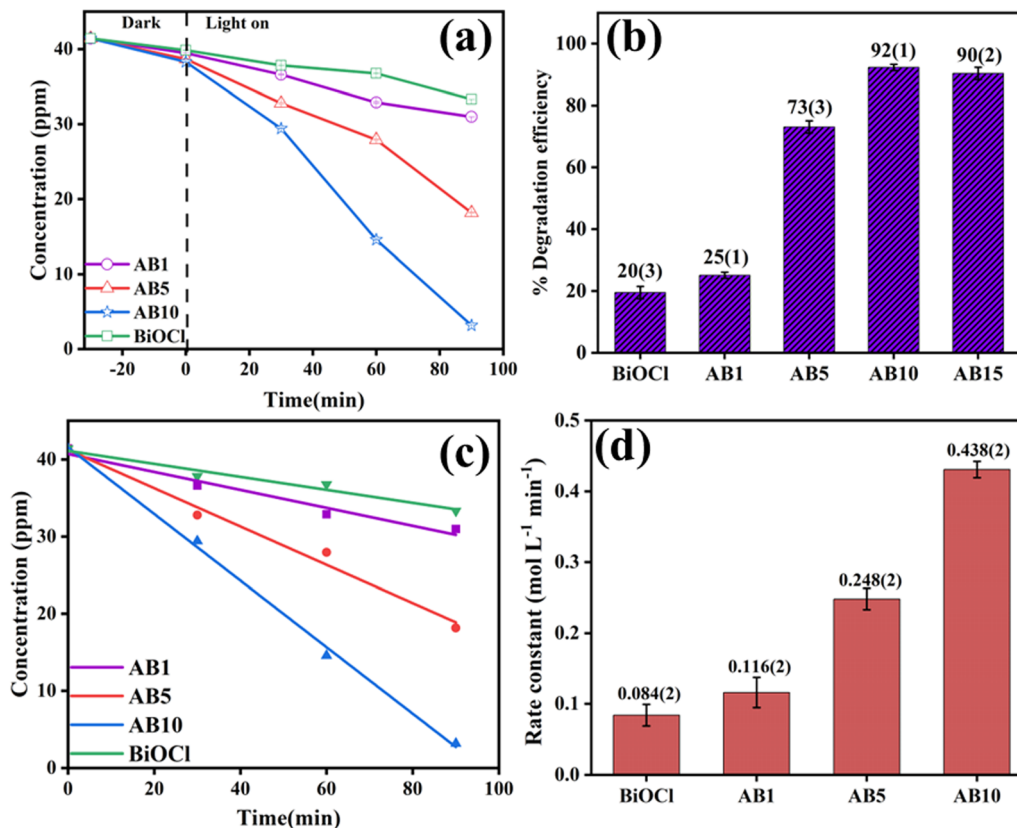 Dark
Light on
(a)
Concentration (ppm)
40
30
20
10
0
AB1
AB5
AB10
BiOCl
-20
0
20
40
60
80
100
Time(min)
(b)
% Degradation efficiency
100
80
60
40
20
0
20(3)
25(1)
73(3)
92(1)
90(2)
BiOCl
AB1
AB5
AB10
AB15
(c)
Concentration (ppm)
40
30
20
10
0
AB1
AB5
AB10
BiOCl
0
20
40
60
80
100
Time(min)
(d)
Rate constant (mol L⁻¹ min⁻¹)
0.5
0.4
0.3
0.2
0.1
0.0
0.084(2)
0.116(2)
0.248(2)
0.438(2)
BiOCl
AB1
AB5
AB10